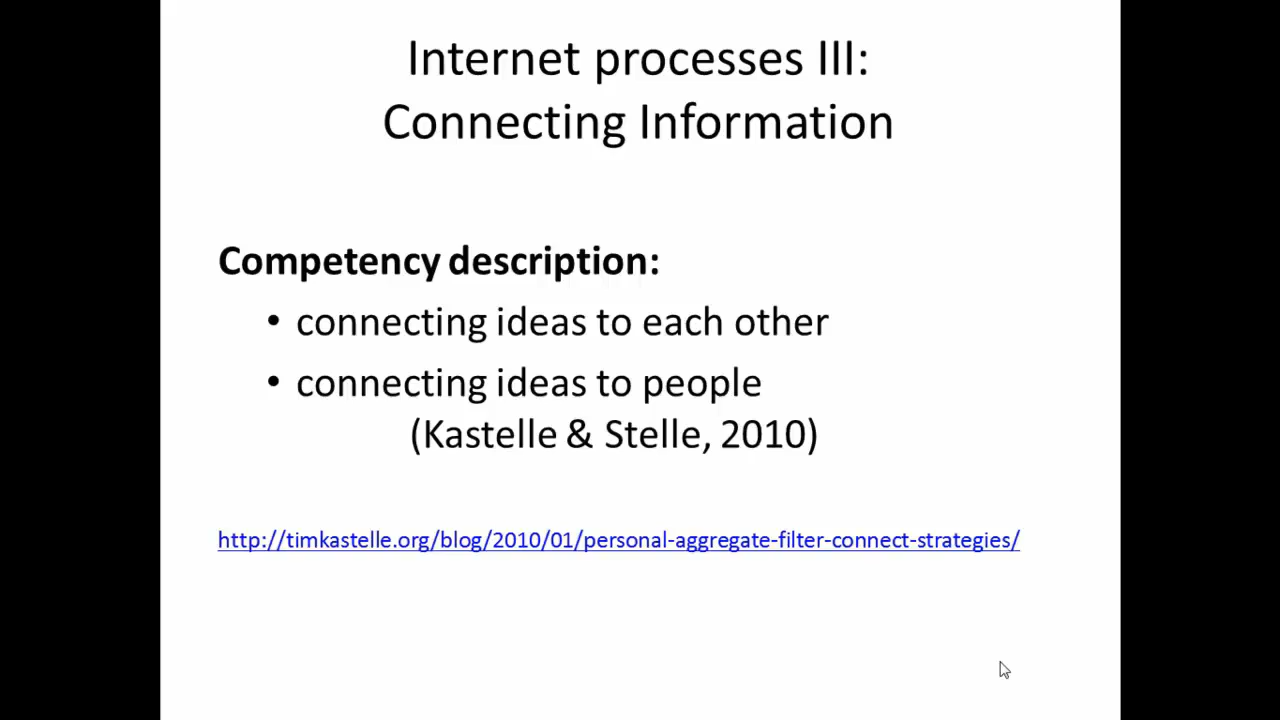 Internet processes III:
Connecting Information
Competency description:
• connecting ideas to each other
• connecting ideas to people
(Kastelle & Stelle, 2010)
http://timkastelle.org/blog/2010/01/personal-aggregate-filter-connect-strategies/